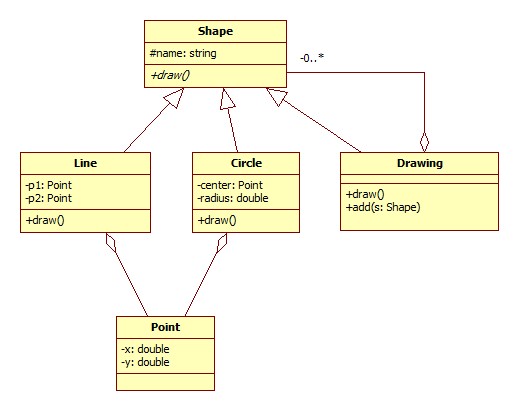 Shape
#name: string
+draw()
-0..*
Line
-p1: Point
-p2: Point
+draw()
Circle
-center: Point
-radius: double
+draw()
Drawing
+draw()
+add(s: Shape)
Point
-x: double
-y: double